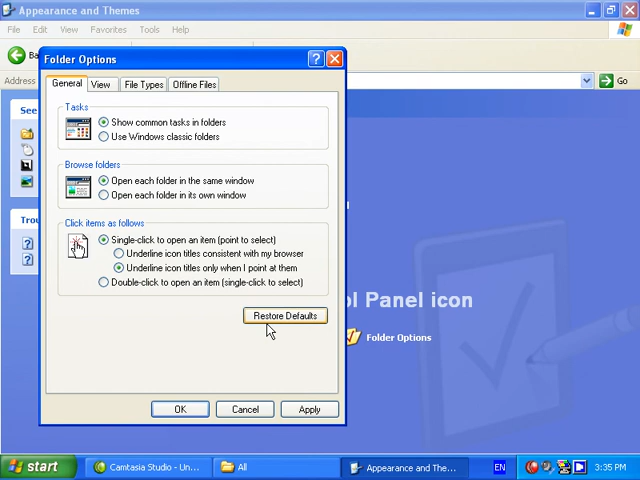 Appearance and Themes
File Edit View Favorites Tools Help
Folder Options
Address
Go
General View File Types Offline Files
See
Tasks
Show common tasks in folders
Use Windows classic folders
Browse folders
Open each folder in the same window
Open each folder in its own window
Click items as follows
Single-click to open an item (point to select)
Underline icon titles consistent with my browser
Underline icon titles only when I point at them
Double-click to open an item (single-click to select)
Panel icon
Restore Defaults
Folder Options
OK Cancel Apply
start
Camtasia Studio - Un...
All
Appearance and The...
EN
3:35 PM